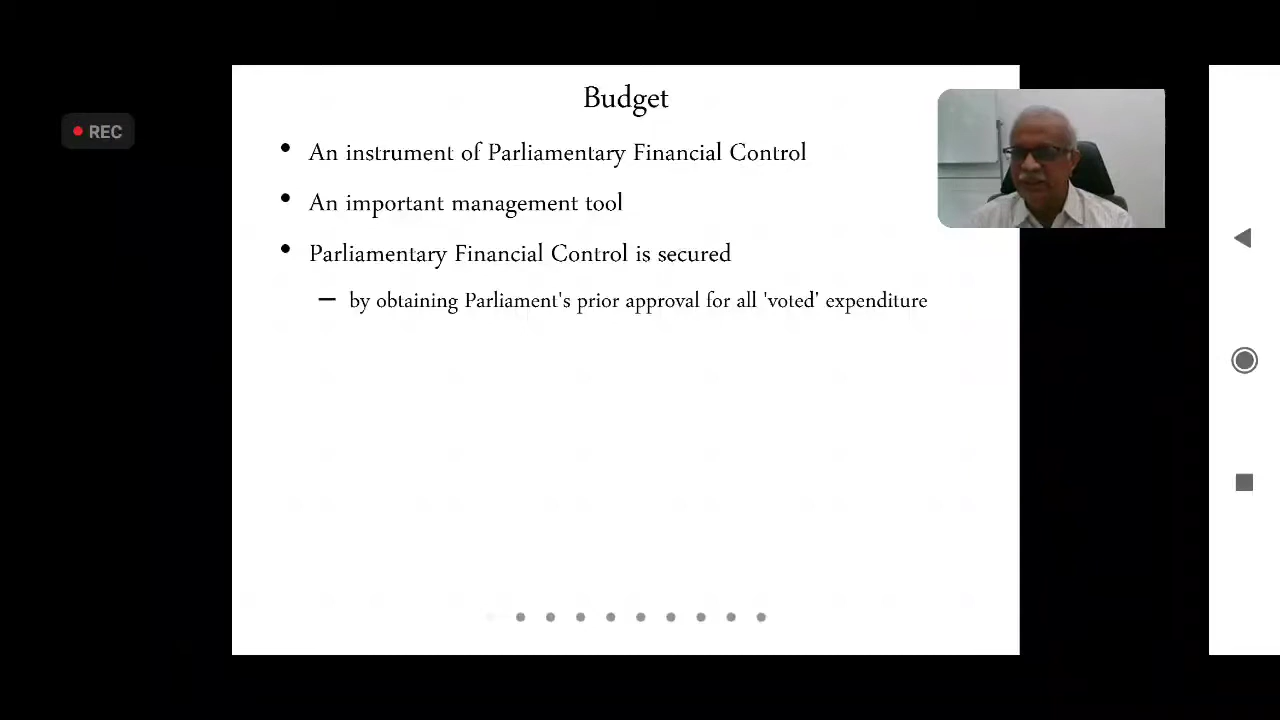 Budget
REC
• An instrument of Parliamentary Financial Control
• An important management tool
• Parliamentary Financial Control is secured
– by obtaining Parliament's prior approval for all 'voted' expenditure